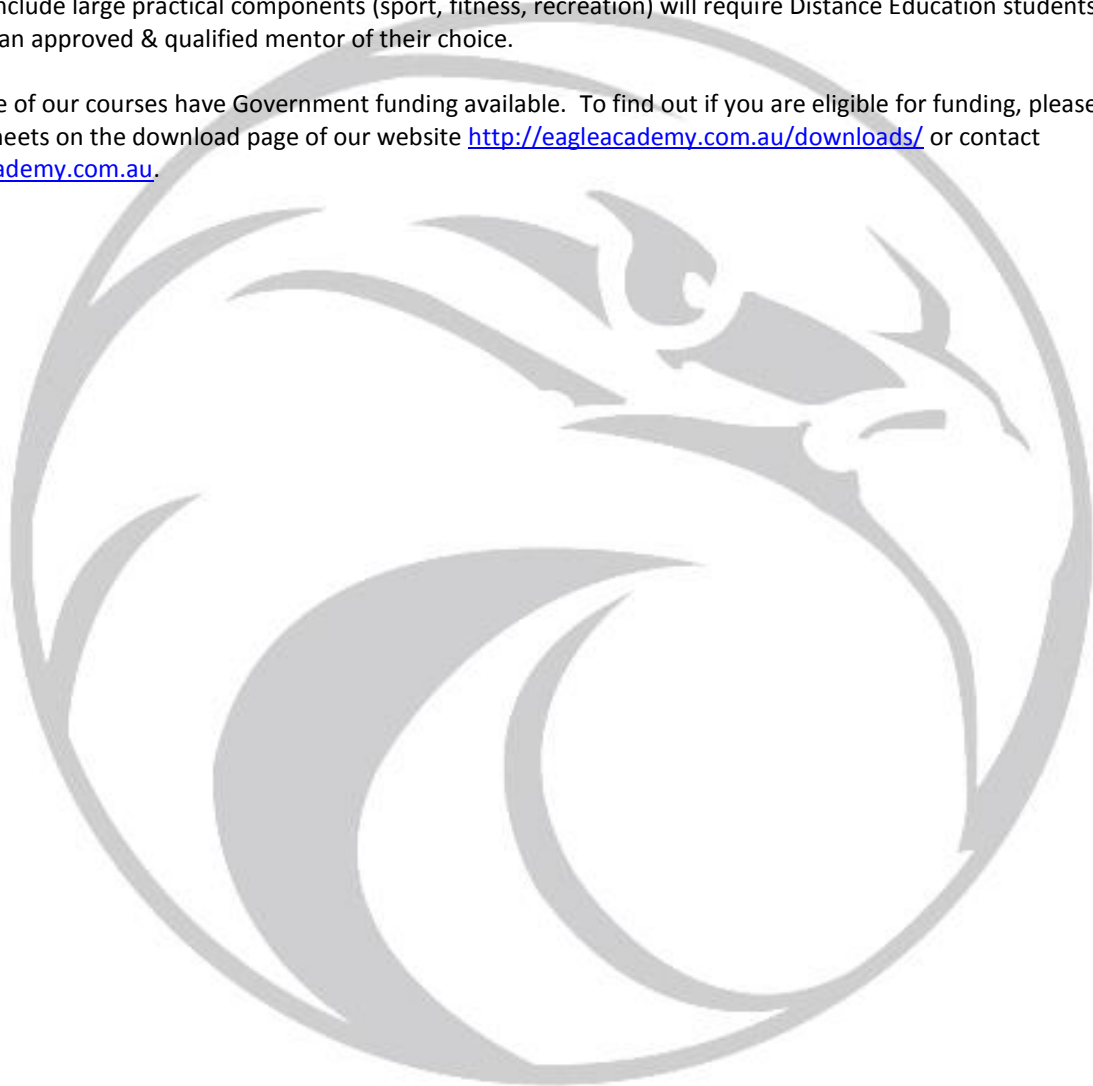 nclude large practical components (sport, fitness, recreation) will require Distance Education students
an approved & qualified mentor of their choice.
e of our courses have Government funding available. To find out if you are eligible for funding, please
neets on the download page of our website http://eagleacademy.com.au/downloads/ or contact
ademy.com.au.